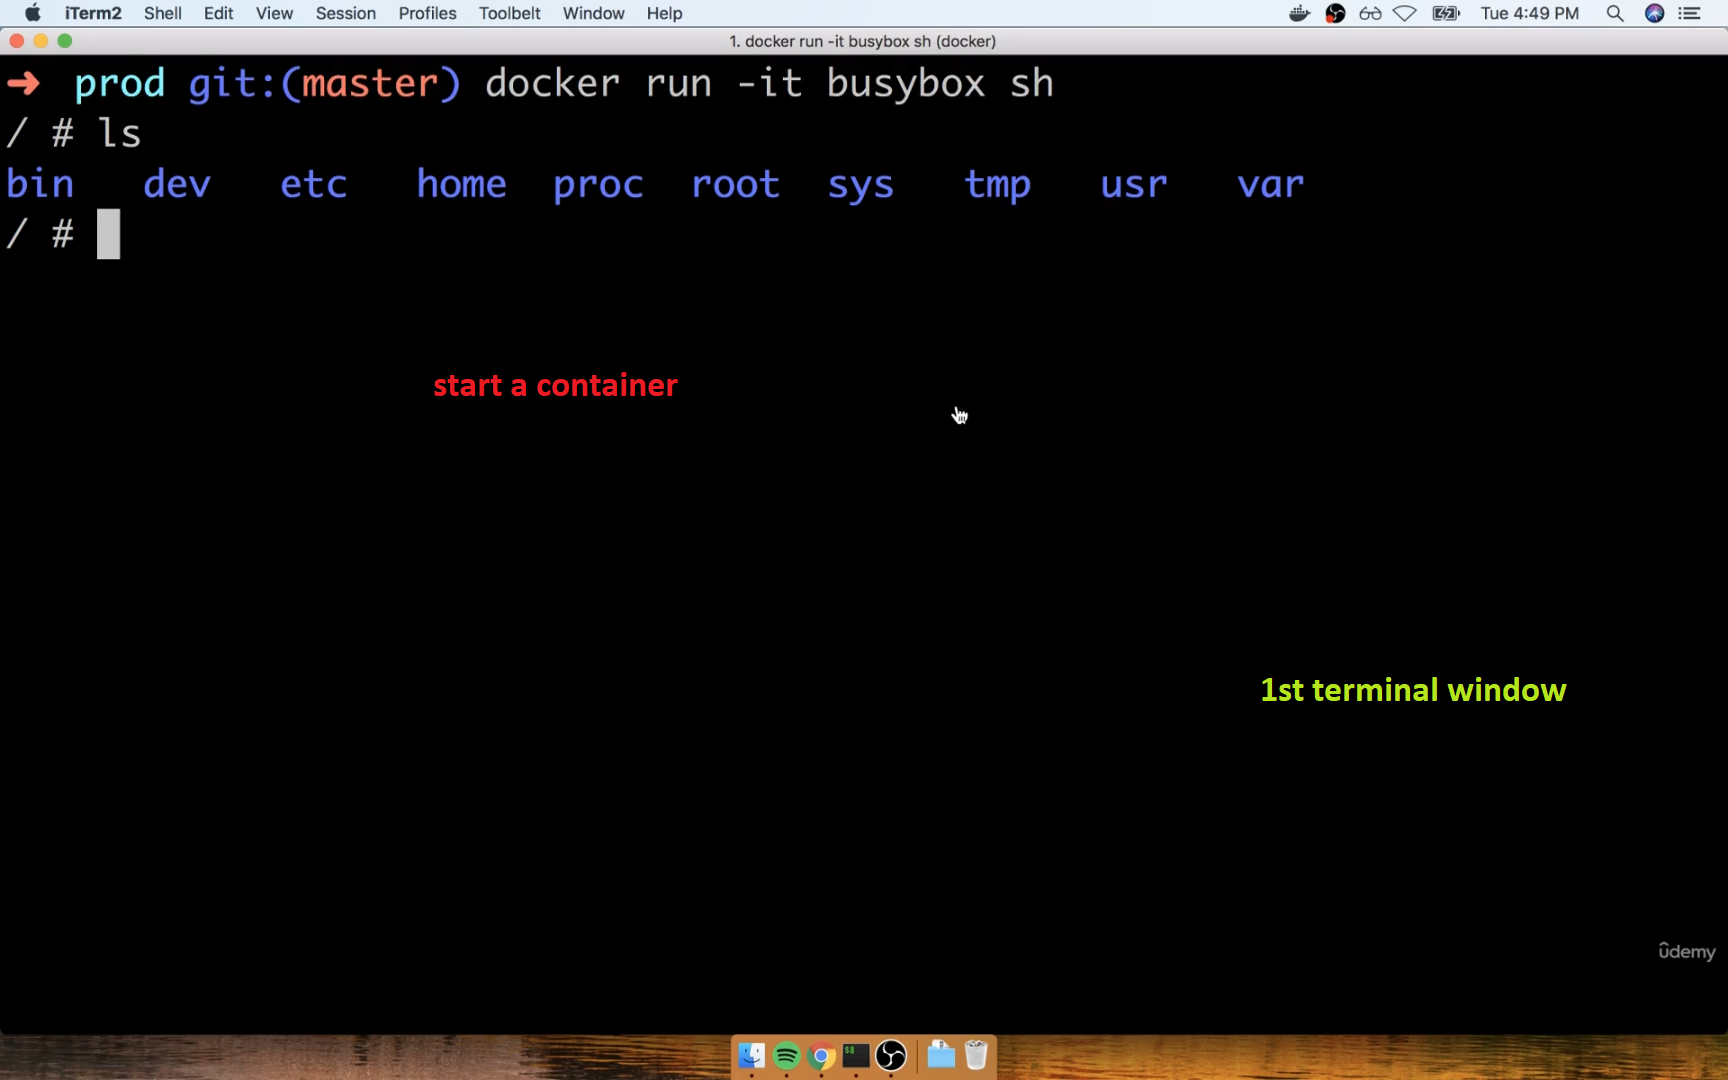 iTerm2 Shell Edit View Session Profiles Toolbelt Window Help Tue 4:49 PM
1. docker run -it busybox sh (docker)
➜ prod git:(master) docker run -it busybox sh
/ # ls
bin dev etc home proc root sys tmp usr var
/ #
start a container
1st terminal window
ûdemy